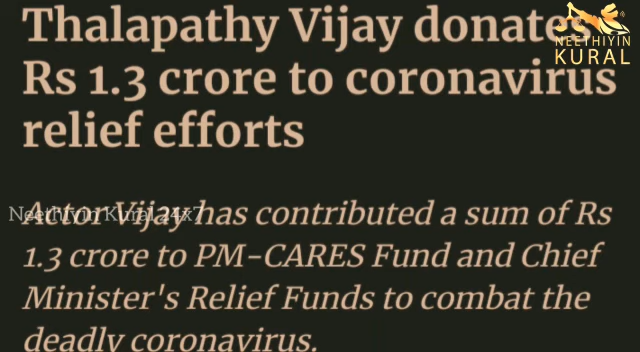 Thalapathy Vijay donates
Rs 1.3 crore to coronavirus
relief efforts
NEETHIYIN
KURAL
Neethiyin Kural 24x7
Actor Vijay has contributed a sum of Rs
1.3 crore to PM-CARES Fund and Chief
Minister's Relief Funds to combat the
deadly coronavirus.